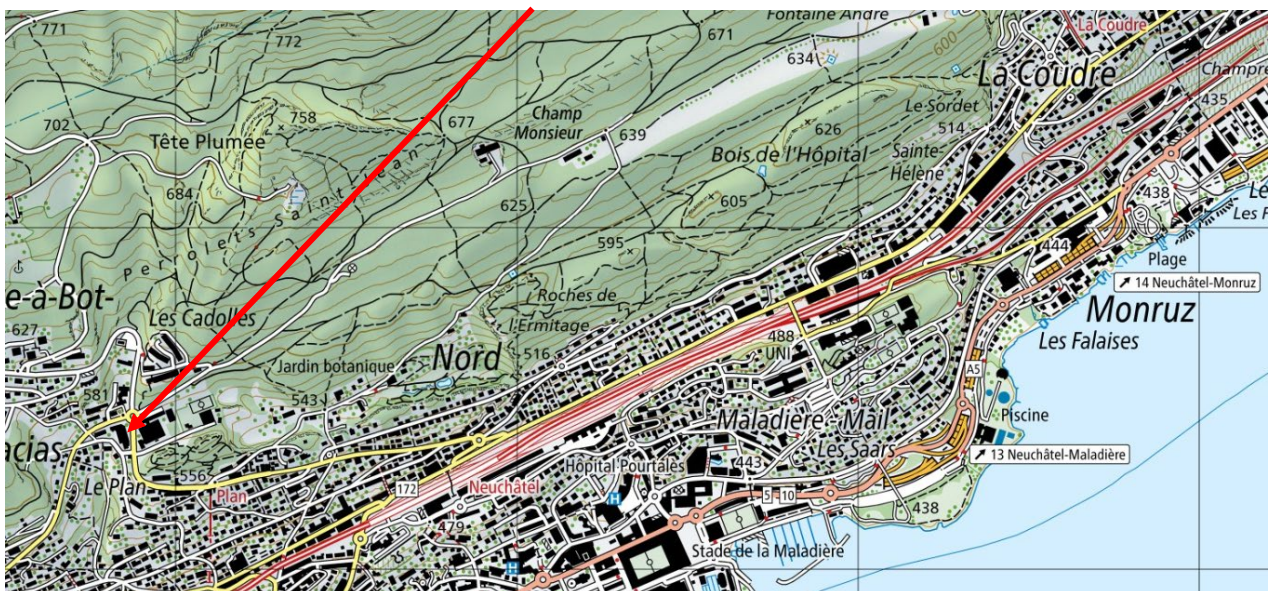 771
772
671
Fontaine André
La Coudre
634
600
La Coudre
Champre
435
758
Champ
Monsieur
677
639
Le Sordet
514
702
Tête Plumée
626
Bois de l'Hôpital
Sainte-
Hélène
438
684
Perolets Saint Jean
625
605
Les F
595
444
Plage
14 Neuchâtel-Monruz
e-à-Bot-
627
Les Cadolles
Roches de
l'Ermitage
Monruz
Les Falaises
488
UNI
516
Nord
Jardin botanique
581
543
A5
Piscine
Maladière-Mail
Les Saars
acias
556
Le Plan
Plan
172
Neuchâtel
Hôpital Pourtalès
H
443
13 Neuchâtel-Maladière
5 10
438
479
Stade de la Maladière
H